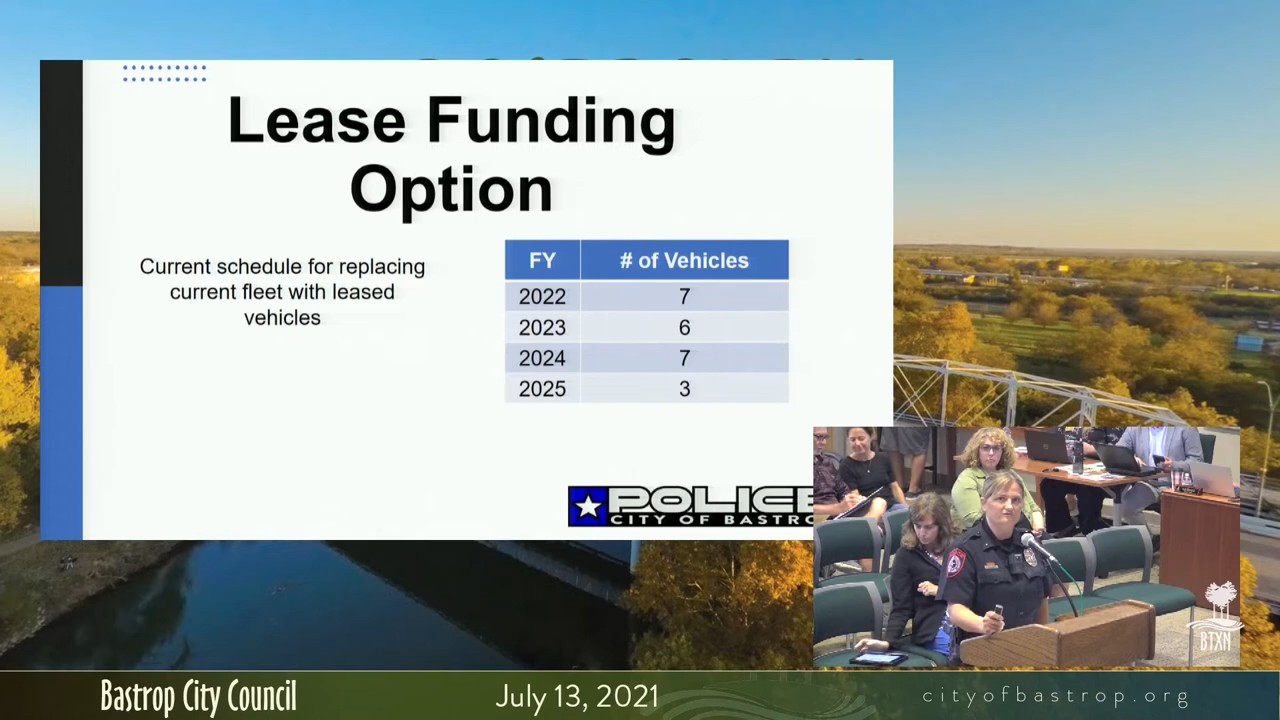 Lease Funding
Option
Current schedule for replacing
current fleet with leased
vehicles
FY # of Vehicles
2022 7
2023 6
2024 7
2025 3
POLICE
CITY OF BASTRO
BTXN
Bastrop City Council
July 13, 2021
cityofbastrop.org